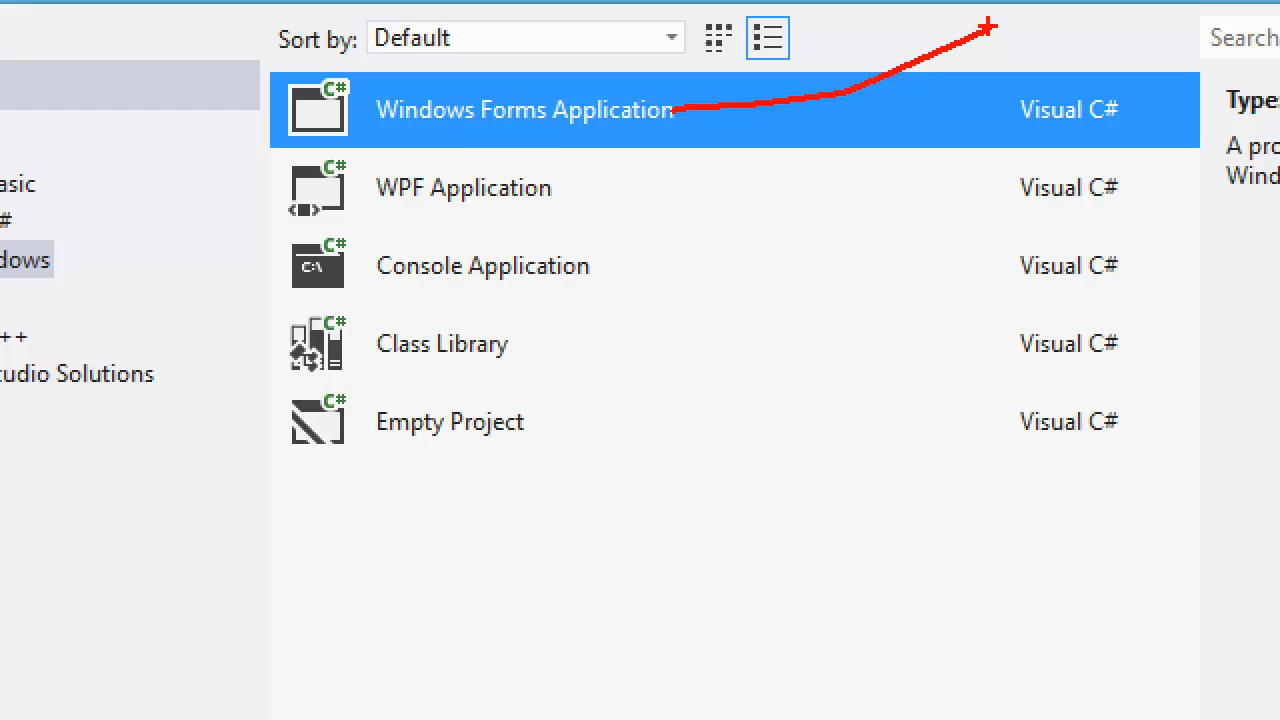 Sort by: Default
Search
Windows Forms Application Visual C#
Type:
A pro
Wind
WPF Application Visual C#
asic
#
Console Application Visual C#
dows
Class Library Visual C#
++
tudio Solutions
Empty Project Visual C#
C#
C#
C#
C:\
C#
C#